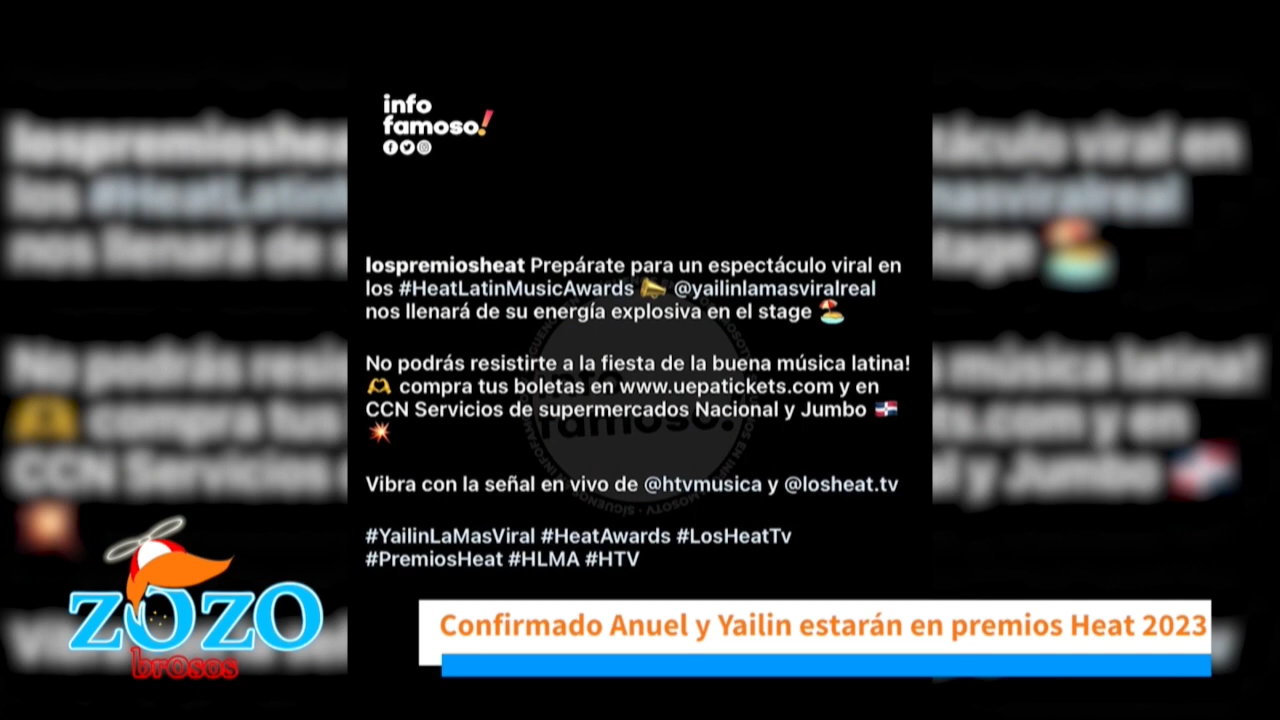 info
famoso!
lospremiosheat Prepárate para un espectáculo viral en
los #HeatLatinMusicAwards 📣 @yailinlamasviralreal
nos llenará de su energía explosiva en el stage 🏖️
No podrás resistirte a la fiesta de la buena música latina!
🫶 compra tus boletas en www.uepatickets.com y en
CCN Servicios de supermercados Nacional y Jumbo 🇩🇴
💥
Vibra con la señal en vivo de @htvmusica y @losheat.tv
#YailinLaMasViral #HeatAwards #LosHeatTv
#PremiosHeat #HLMA #HTV
zOzO
brOsos
Confirmado Anuel y Yailin estarán en premios Heat 2023